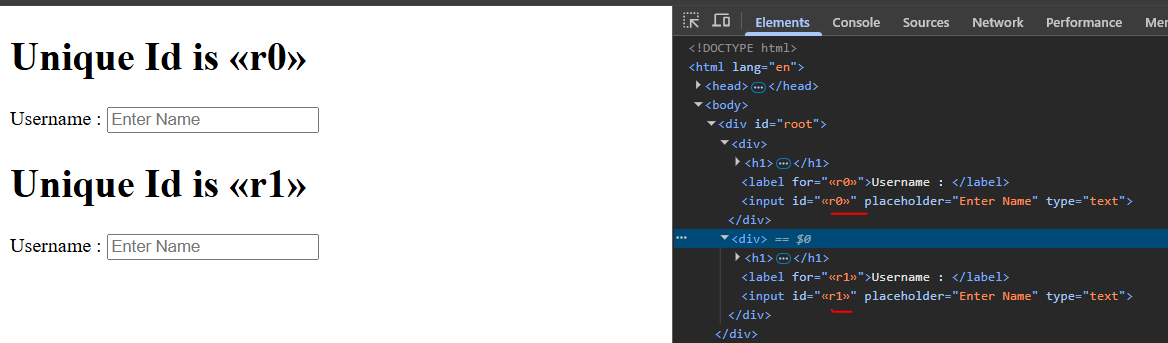 Unique Id is «r0»
Username : Enter Name
Unique Id is «r1»
Username : Enter Name
Elements Console Sources Network Performance Mer
<!DOCTYPE html>
<html lang="en">
<head> ••• </head>
<body>
<div id="root">
<div>
<h1> ••• </h1>
<label for="«r0»">Username : </label>
<input id="«r0»" placeholder="Enter Name" type="text">
</div>
••• <div> == $0
<h1> ••• </h1>
<label for="«r1»">Username : </label>
<input id="«r1»" placeholder="Enter Name" type="text">
</div>
</div>